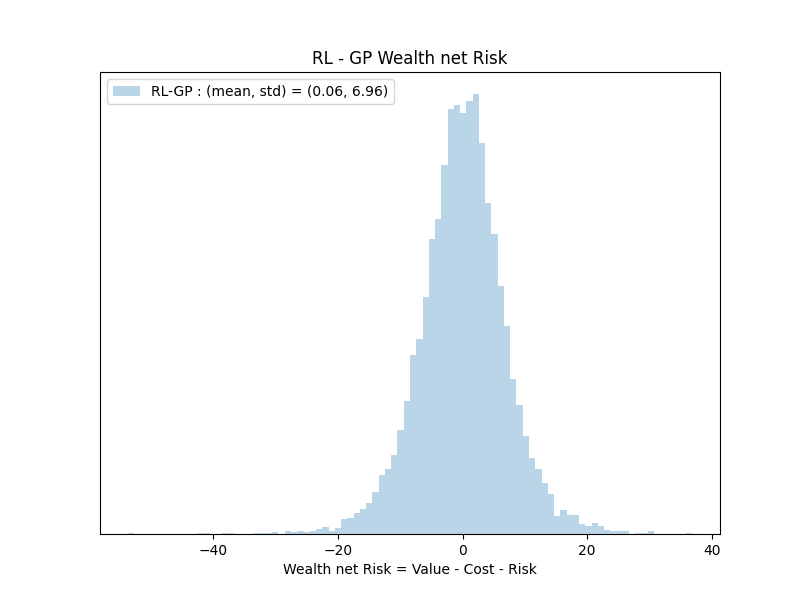 RL - GP Wealth net Risk
RL-GP : (mean, std) = (0.06, 6.96)
−40 −20 0 20 40
Wealth net Risk = Value - Cost - Risk